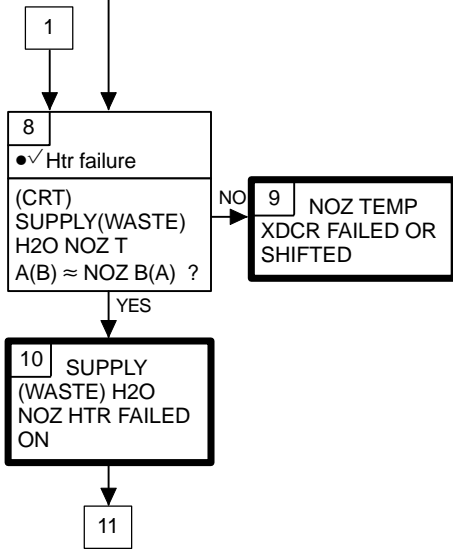 1
8
●√ Htr failure
(CRT)
SUPPLY(WASTE)
H2O NOZ T
A(B) ≈ NOZ B(A) ?
NO
9 NOZ TEMP
XDCR FAILED OR
SHIFTED
YES
10 SUPPLY
(WASTE) H2O
NOZ HTR FAILED
ON
11